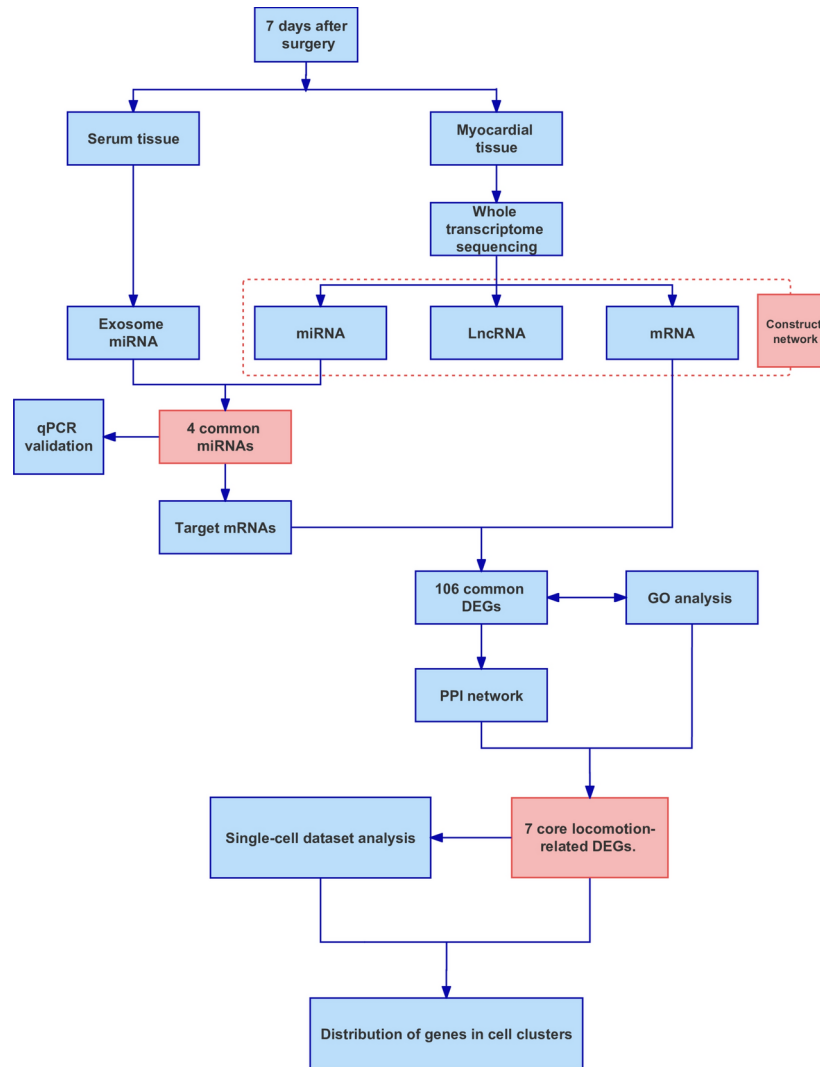 7 days after
surgery
Serum tissue
Myocardial
tissue
Whole
transcriptome
sequencing
Exosome
miRNA
miRNA
LncRNA
mRNA
Construct
network
qPCR
validation
4 common
miRNAs
Target mRNAs
106 common
DEGs
GO analysis
PPI network
Single-cell dataset analysis
7 core locomotion-
related DEGs.
Distribution of genes in cell clusters